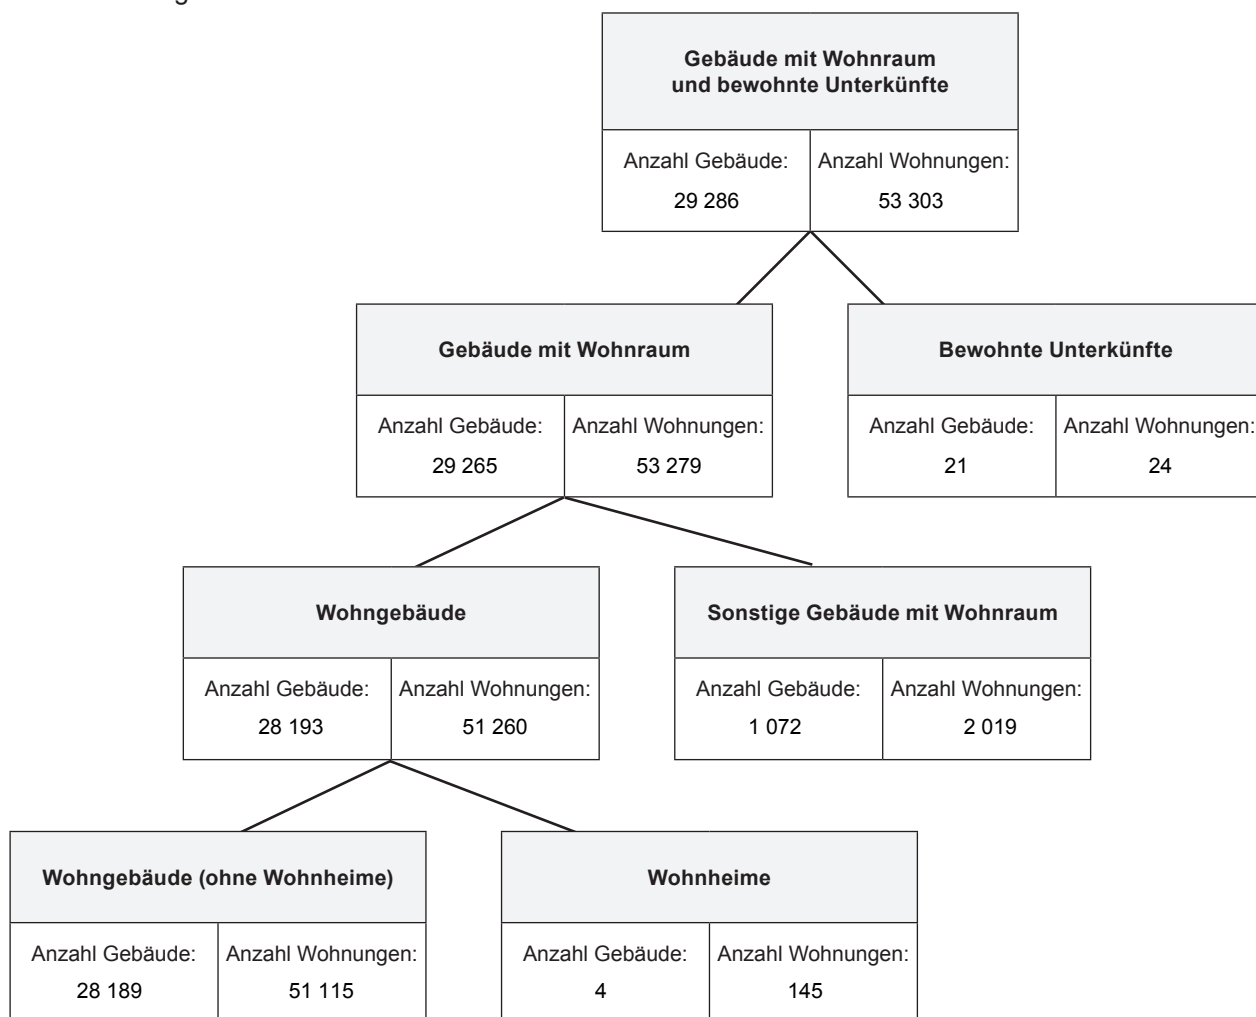 Gebäude mit Wohnraum
und bewohnte Unterkünfte
Anzahl Gebäude: Anzahl Wohnungen:
29 286 53 303
Gebäude mit Wohnraum Bewohnte Unterkünfte
Anzahl Gebäude: Anzahl Wohnungen: Anzahl Gebäude: Anzahl Wohnungen:
29 265 53 279 21 24
Wohngebäude Sonstige Gebäude mit Wohnraum
Anzahl Gebäude: Anzahl Wohnungen: Anzahl Gebäude: Anzahl Wohnungen:
28 193 51 260 1 072 2 019
Wohngebäude (ohne Wohnheime) Wohnheime
Anzahl Gebäude: Anzahl Wohnungen: Anzahl Gebäude: Anzahl Wohnungen:
28 189 51 115 4 145